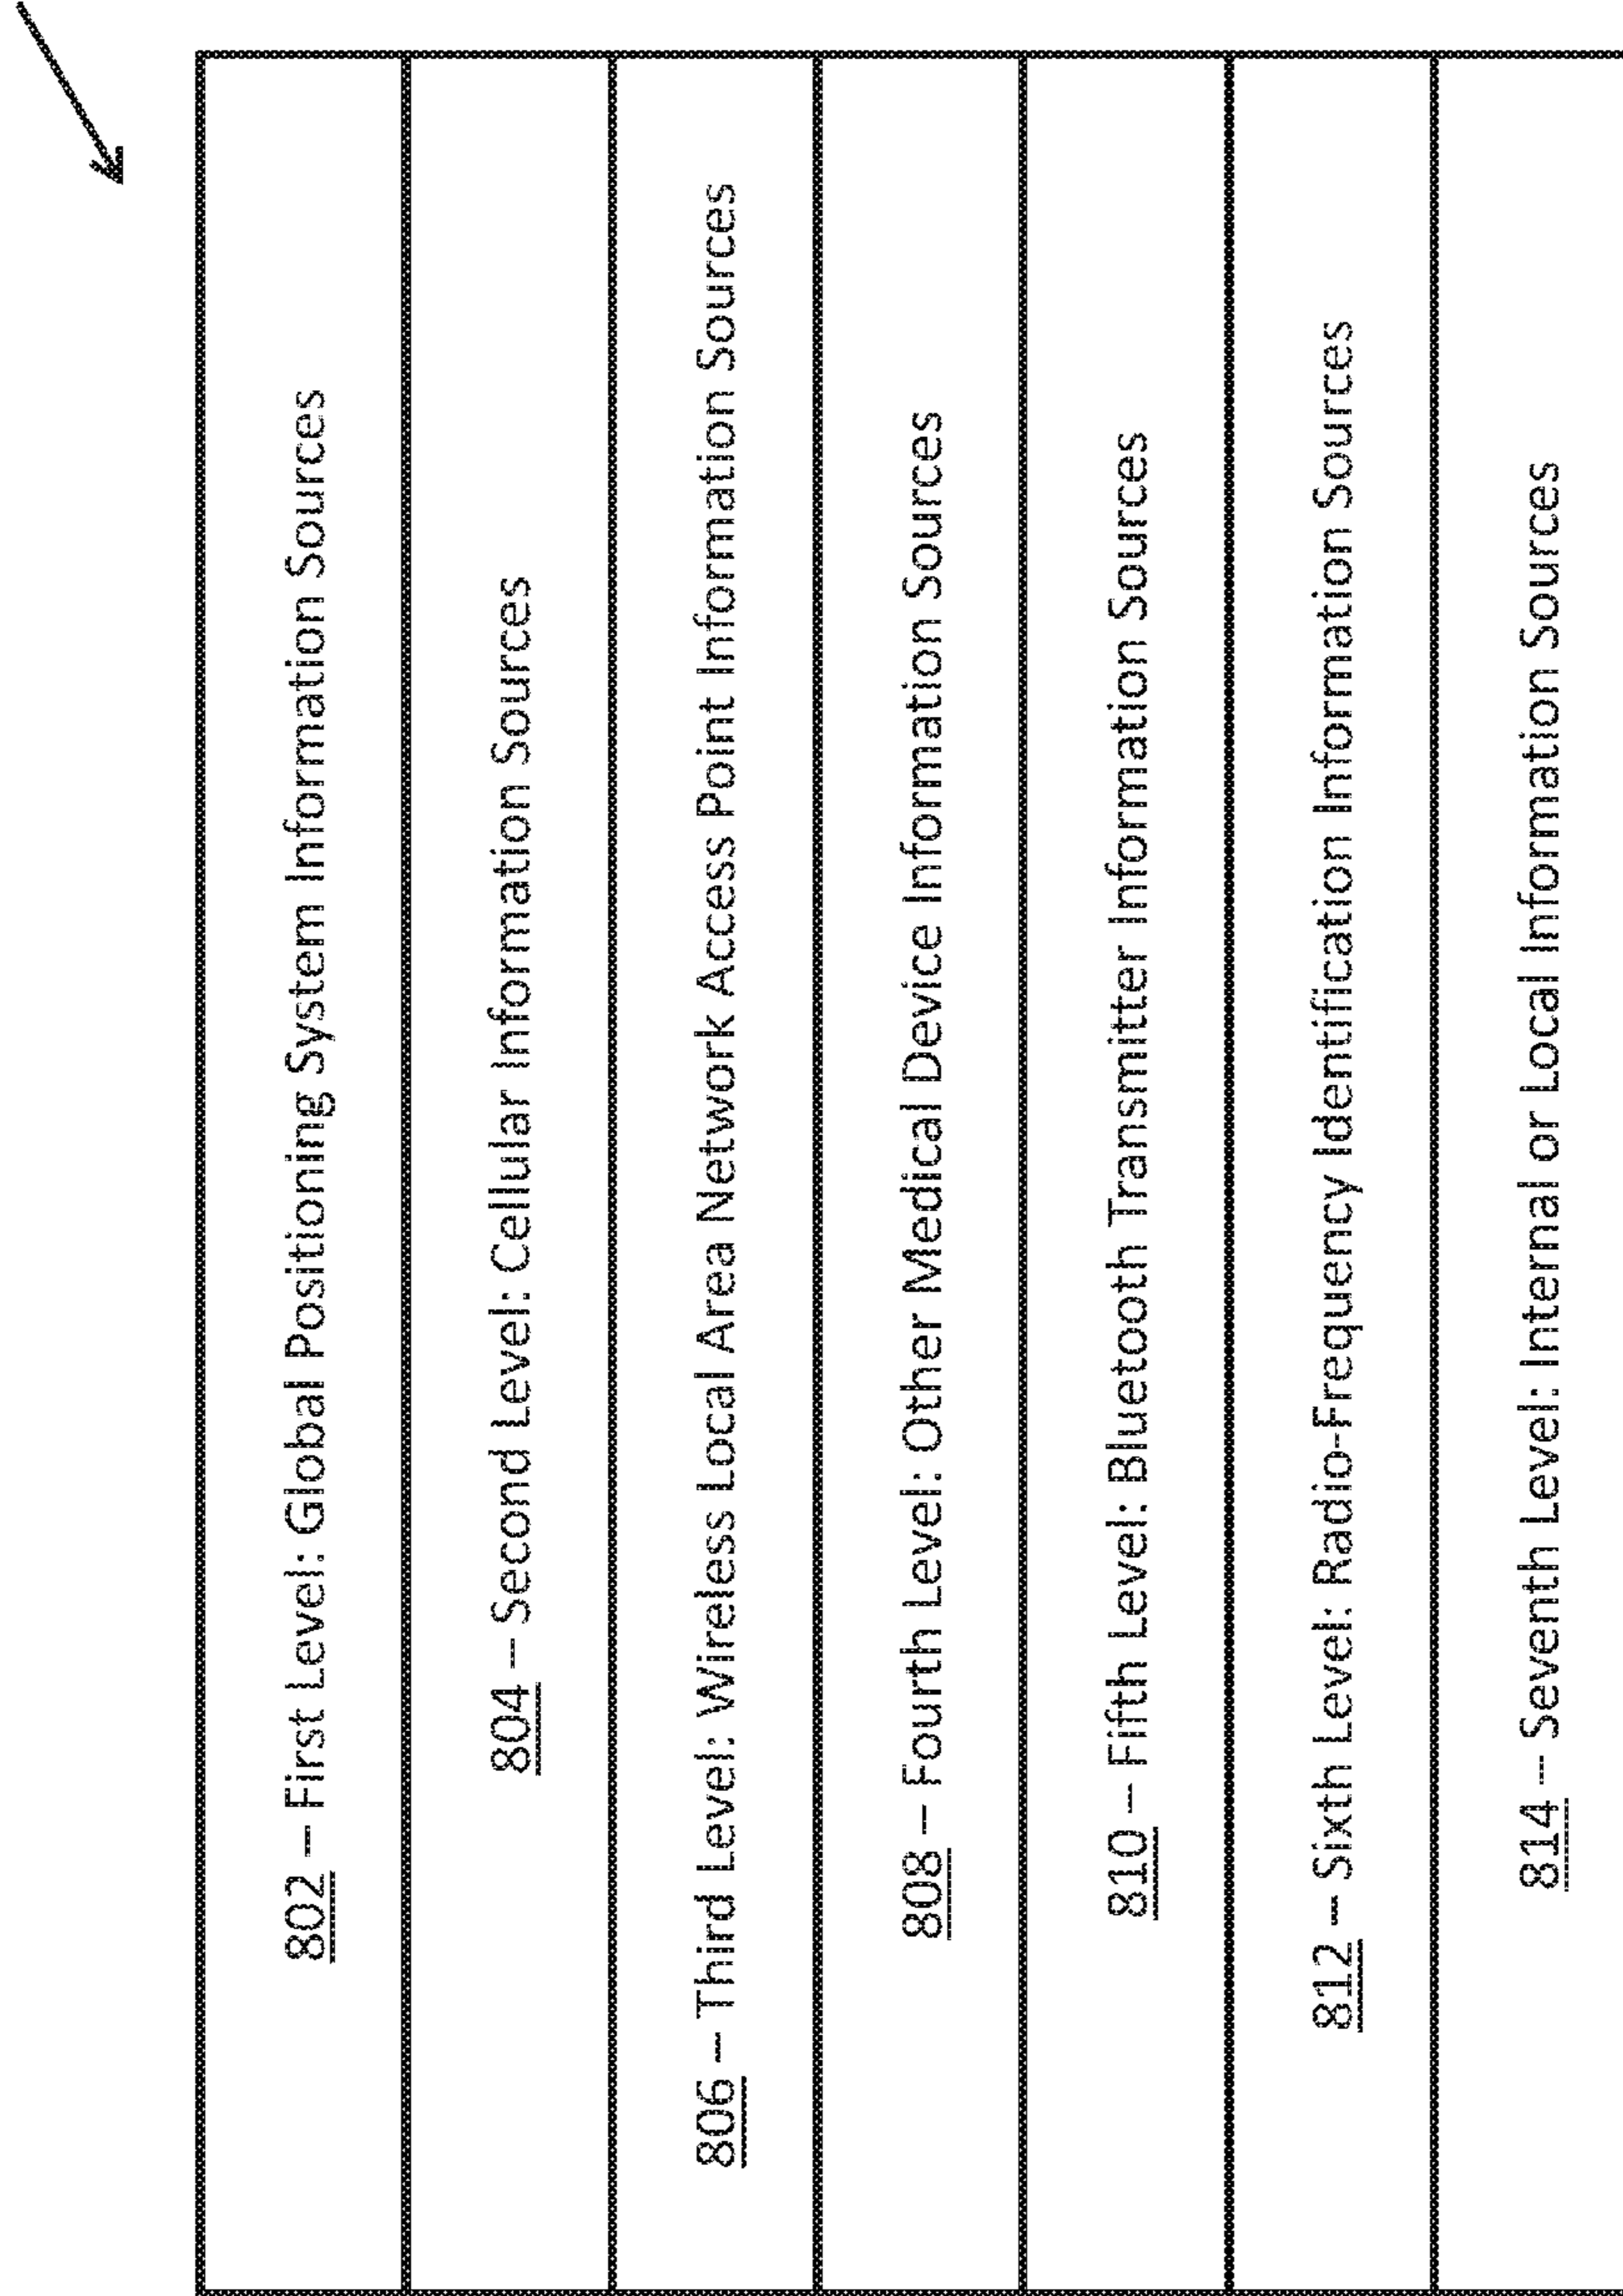 802 – First Level: Global Positioning System Information Sources
804 – Second Level: Cellular Information Sources
806 – Third Level: Wireless Local Area Network Access Point Information Sources
808 – Fourth Level: Other Medical Device Information Sources
810 – Fifth Level: Bluetooth Transmitter Information Sources
812 – Sixth Level: Radio-Frequency Identification Information Sources
814 – Seventh Level: Internal or Local Information Sources